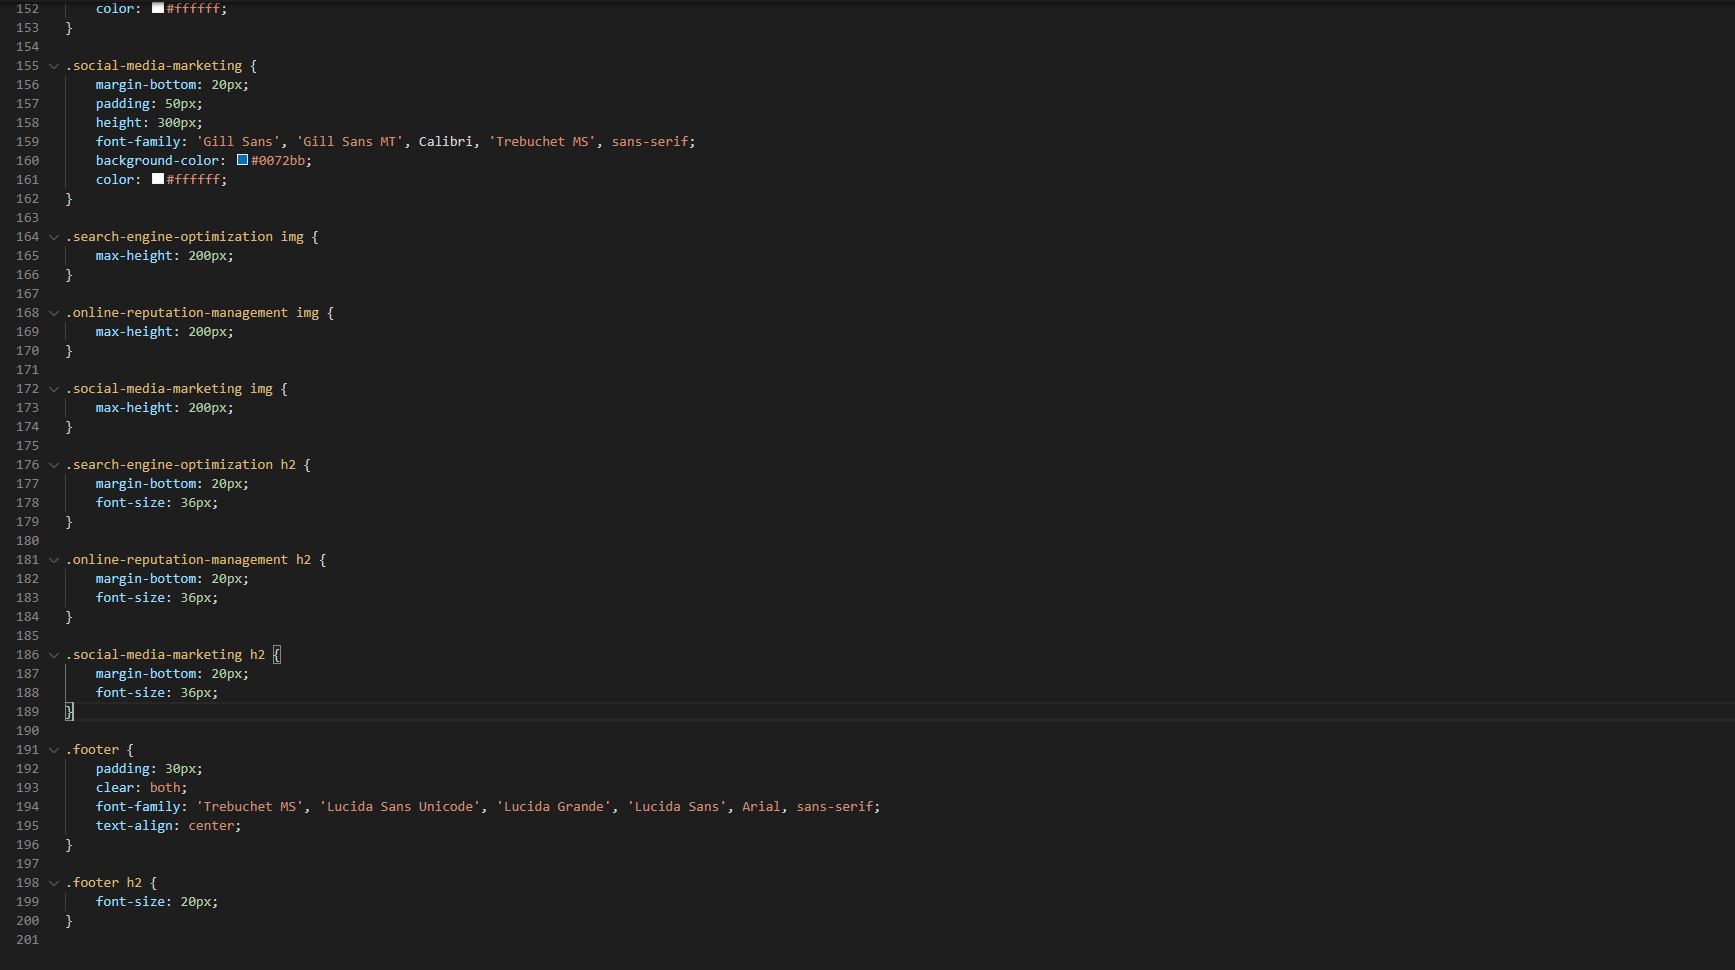 152 color: #ffffff;
153 }
154
155 .social-media-marketing {
156 margin-bottom: 20px;
157 padding: 50px;
158 height: 300px;
159 font-family: 'Gill Sans', 'Gill Sans MT', Calibri, 'Trebuchet MS', sans-serif;
160 background-color: #0072bb;
161 color: #ffffff;
162 }
163
164 .search-engine-optimization img {
165 max-height: 200px;
166 }
167
168 .online-reputation-management img {
169 max-height: 200px;
170 }
171
172 .social-media-marketing img {
173 max-height: 200px;
174 }
175
176 .search-engine-optimization h2 {
177 margin-bottom: 20px;
178 font-size: 36px;
179 }
180
181 .online-reputation-management h2 {
182 margin-bottom: 20px;
183 font-size: 36px;
184 }
185
186 .social-media-marketing h2 {
187 margin-bottom: 20px;
188 font-size: 36px;
189 }
190
191 .footer {
192 padding: 30px;
193 clear: both;
194 font-family: 'Trebuchet MS', 'Lucida Sans Unicode', 'Lucida Grande', 'Lucida Sans', Arial, sans-serif;
195 text-align: center;
196 }
197
198 .footer h2 {
199 font-size: 20px;
200 }
201